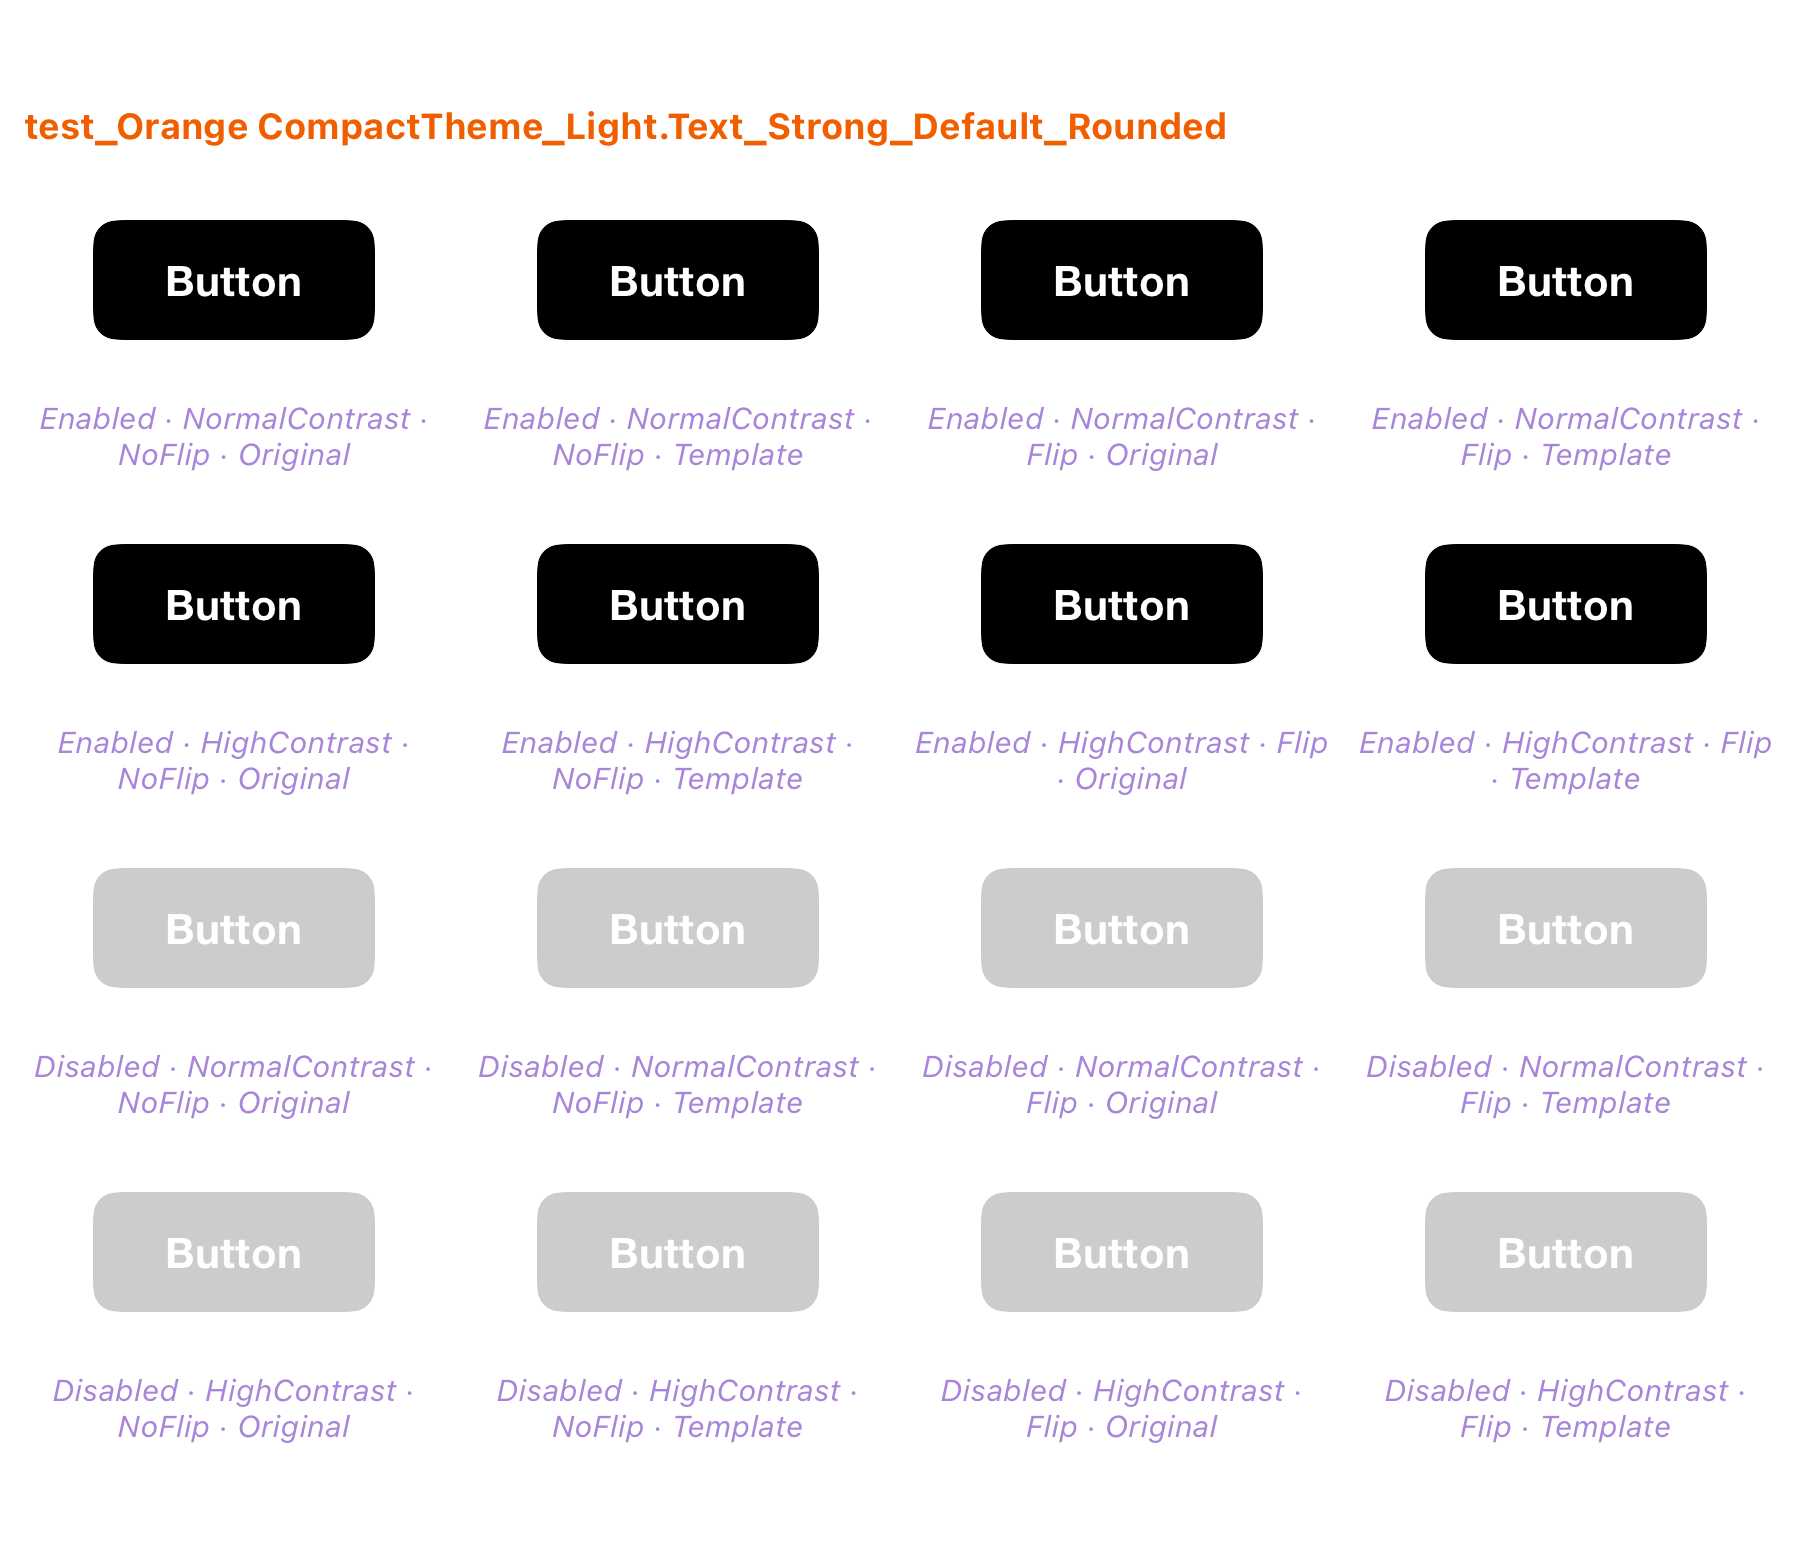 test_Orange CompactTheme_Light.Text_Strong_Default_Rounded
Button
Button
Button
Button
Enabled · NormalContrast ·
NoFlip · Original
Enabled · NormalContrast ·
NoFlip · Template
Enabled · NormalContrast ·
Flip · Original
Enabled · NormalContrast ·
Flip · Template
Button
Button
Button
Button
Enabled · HighContrast ·
NoFlip · Original
Enabled · HighContrast ·
NoFlip · Template
Enabled · HighContrast · Flip
· Original
Enabled · HighContrast · Flip
· Template
Button
Button
Button
Button
Disabled · NormalContrast ·
NoFlip · Original
Disabled · NormalContrast ·
NoFlip · Template
Disabled · NormalContrast ·
Flip · Original
Disabled · NormalContrast ·
Flip · Template
Button
Button
Button
Button
Disabled · HighContrast ·
NoFlip · Original
Disabled · HighContrast ·
NoFlip · Template
Disabled · HighContrast ·
Flip · Original
Disabled · HighContrast ·
Flip · Template